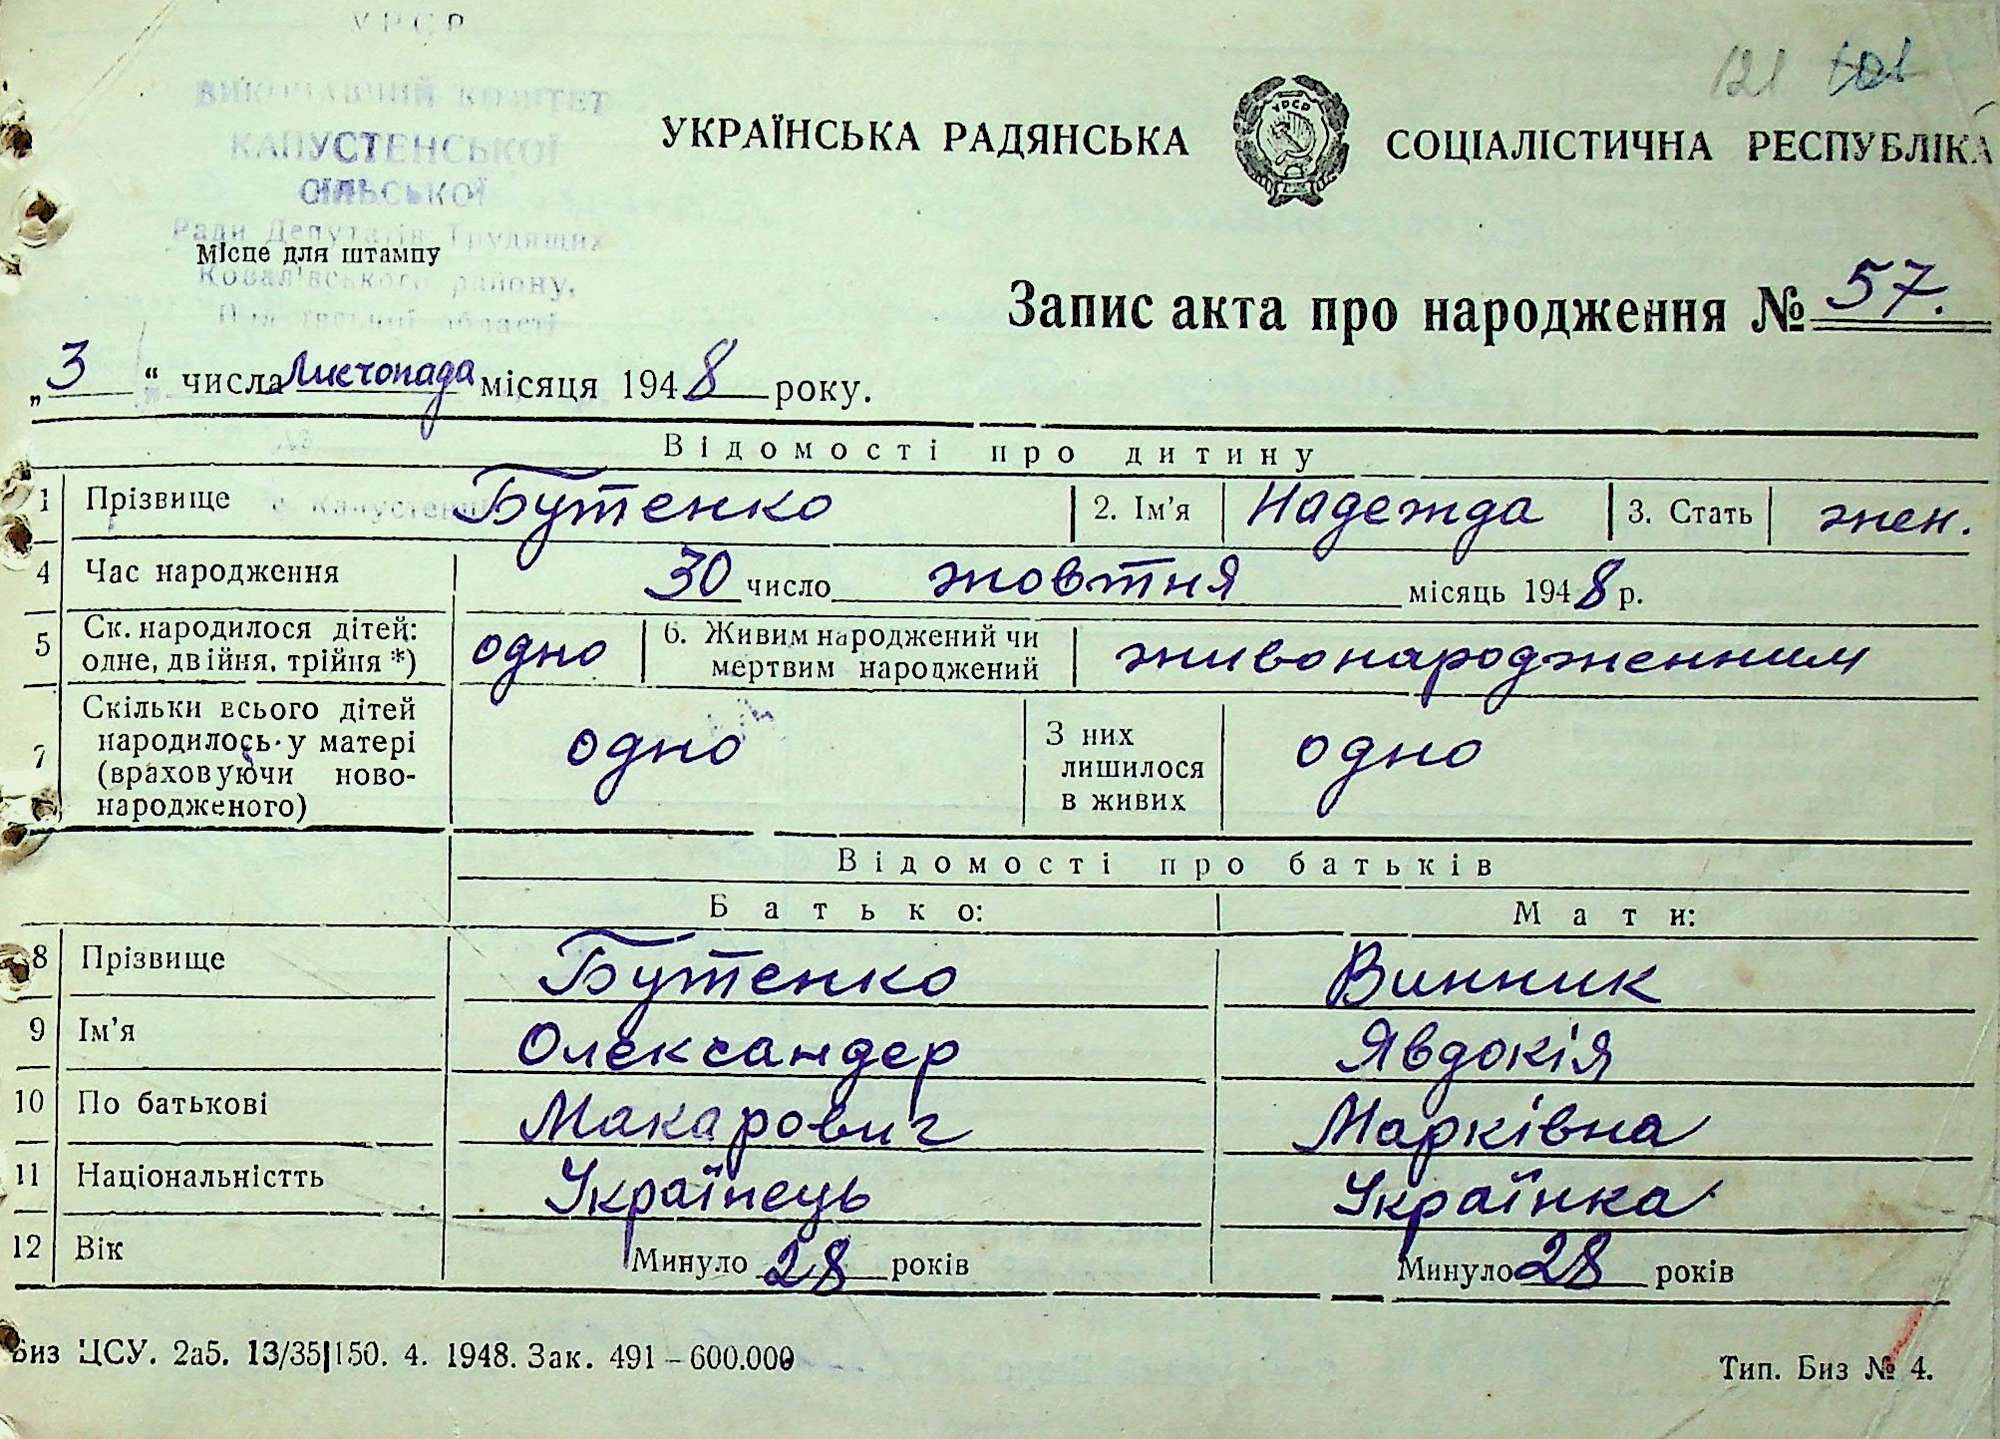 УРСР
ВИКОНАВЧИЙ КОМІТЕТ
КАПУСТЕНСЬКОЇ
СІЛЬСЬКОЇ
Ради Депутатів Трудящих
Ковалівського району,
області
121 101
УКРАЇНСЬКА РАДЯНСЬКА УРСР СОЦІАЛІСТИЧНА РЕСПУБЛІКА
Місце для штампу
Запис акта про народження № 57.
„3“ числа Листопада місяця 1948 року.
Відомості про дитину
1 Прізвище Бутенко 2. Ім'я Надежда 3. Стать жен.
4 Час народження 30 число жовтня місяць 1948 р.
5 Ск. народилося дітей: одне, двійня, трійня *) одно 6. Живим народжений чи мертвим народжений живонародженним
7 Скільки всього дітей народилось у матері (враховуючи ново-народженого) одно З них лишилося в живих одно
Відомості про батьків
Батько: Мати:
8 Прізвище Бутенко Винник
9 Ім'я Олександер Явдокія
10 По батькові Макарович Марківна
11 Національністть Українець Українка
12 Вік Минуло 28 років Минуло 28 років
Биз ЦСУ. 2а5. 13/35|150. 4. 1948. Зак. 491 – 600.000
Тип. Биз № 4.